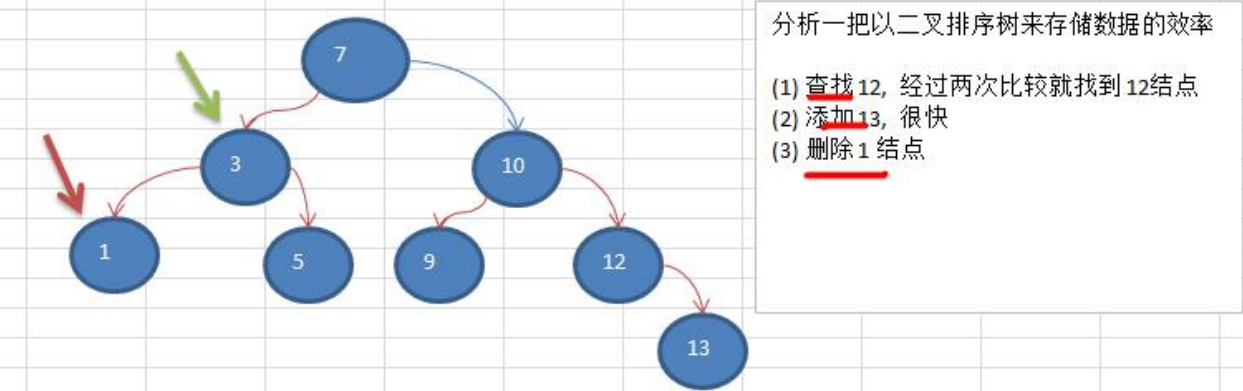 分析一把以二叉排序树来存储数据的效率
(1) 查找12, 经过两次比较就找到12结点
(2) 添加13, 很快
(3) 删除1 结点
7
3
10
1
5
9
12
13